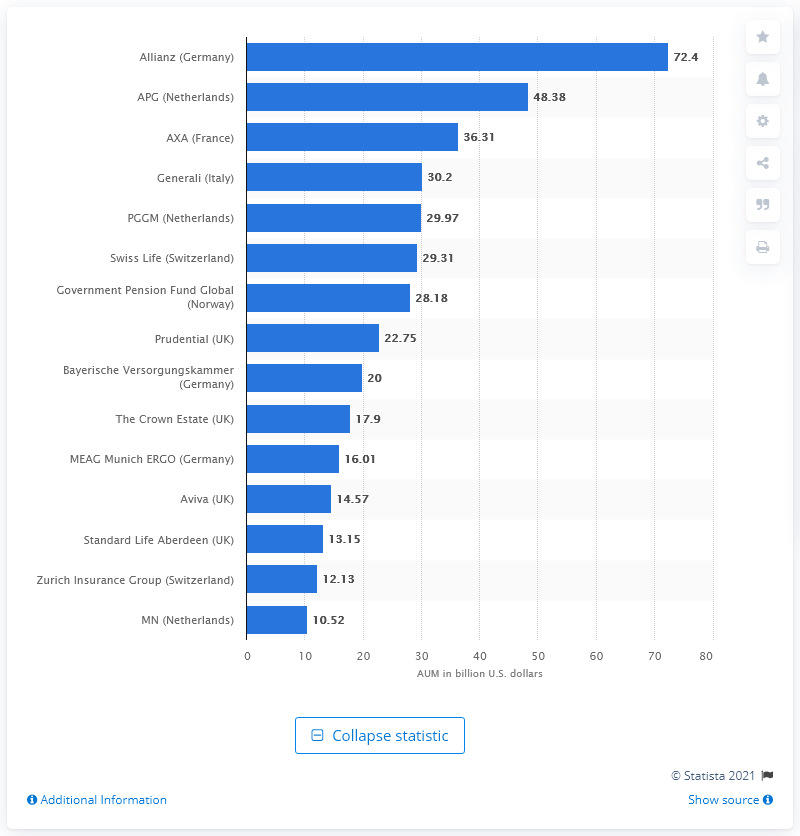 Allianz (Germany) 72.4
APG (Netherlands) 48.38
AXA (France) 36.31
Generali (Italy) 30.2
PGGM (Netherlands) 29.97
Swiss Life (Switzerland) 29.31
Government Pension Fund Global
(Norway) 28.18
Prudential (UK) 22.75
Bayerische Versorgungskammer
(Germany) 20
The Crown Estate (UK) 17.9
MEAG Munich ERGO (Germany) 16.01
Aviva (UK) 14.57
Standard Life Aberdeen (UK) 13.15
Zurich Insurance Group (Switzerland) 12.13
MN (Netherlands) 10.52
0 10 20 30 40 50 60 70 80
AUM in billion U.S. dollars
Collapse statistic
© Statista 2021
Additional Information Show source